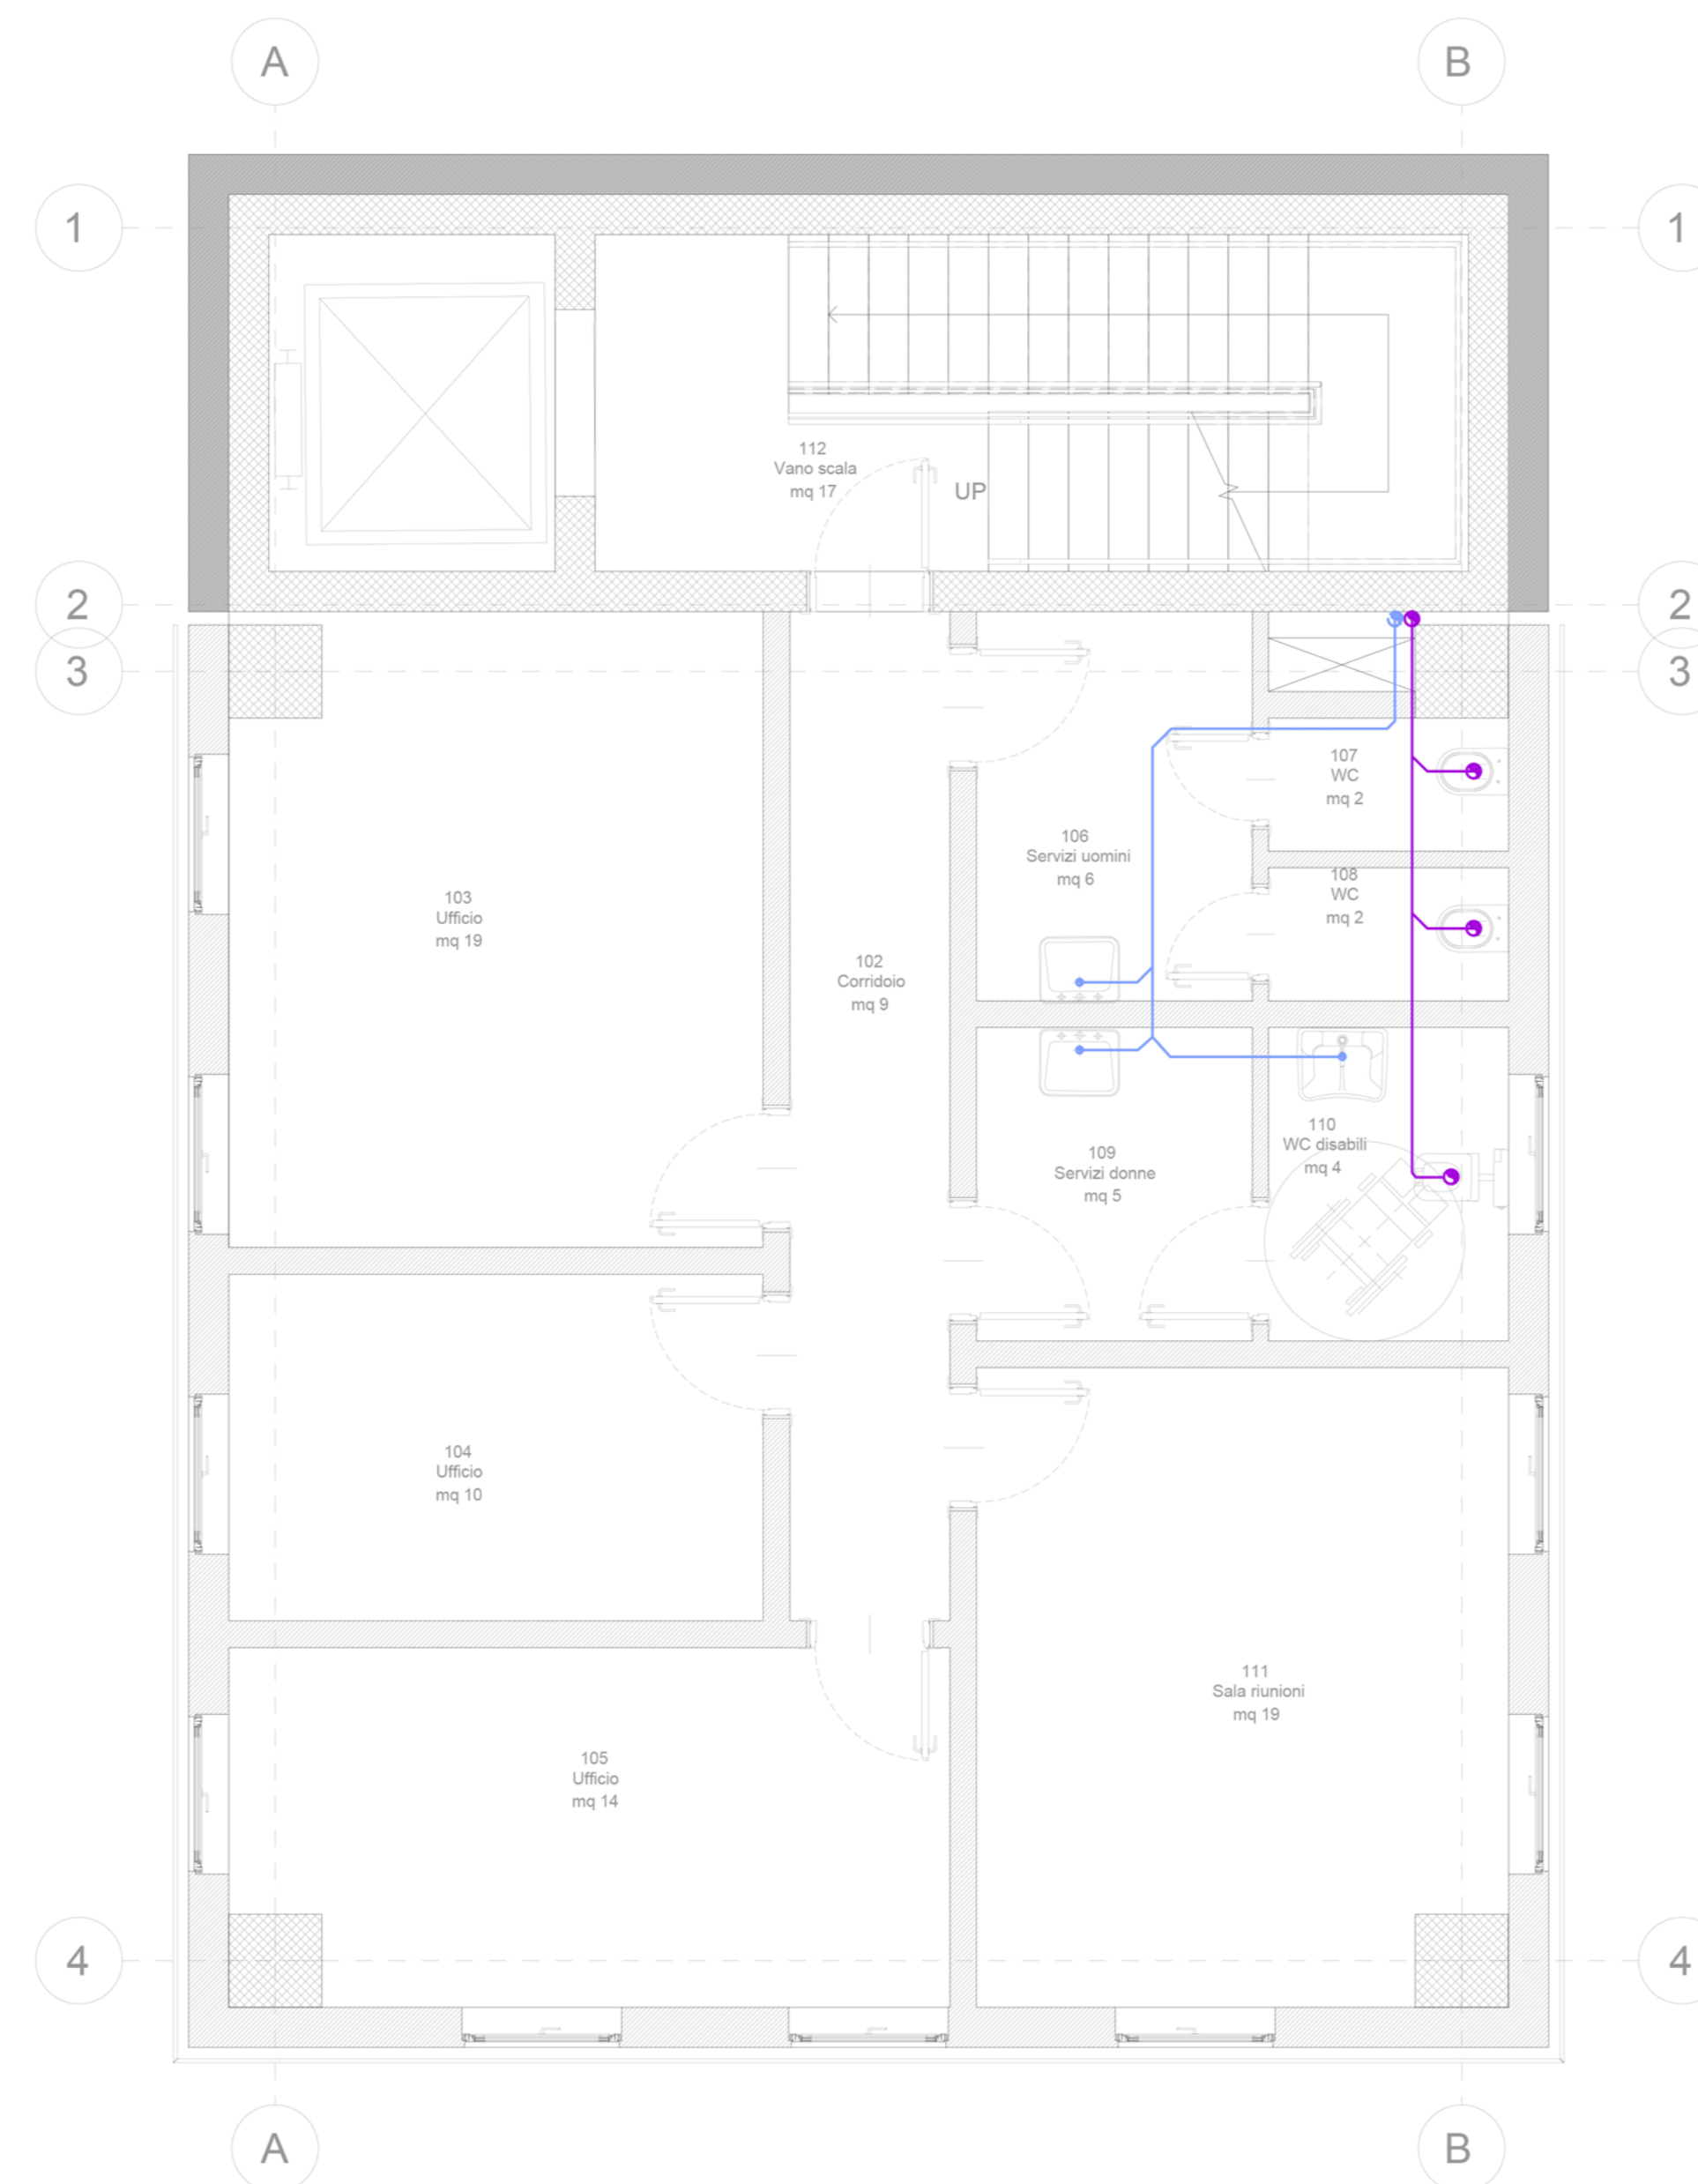 A
B
1
1
112
Vano scala
mq 17
UP
2
2
3
3
107
WC
mq 2
106
Servizi uomini
mq 6
108
WC
mq 2
103
Ufficio
mq 19
102
Corridoio
mq 9
110
WC disabili
mq 4
109
Servizi donne
mq 5
104
Ufficio
mq 10
111
Sala riunioni
mq 19
105
Ufficio
mq 14
4
4
A
B